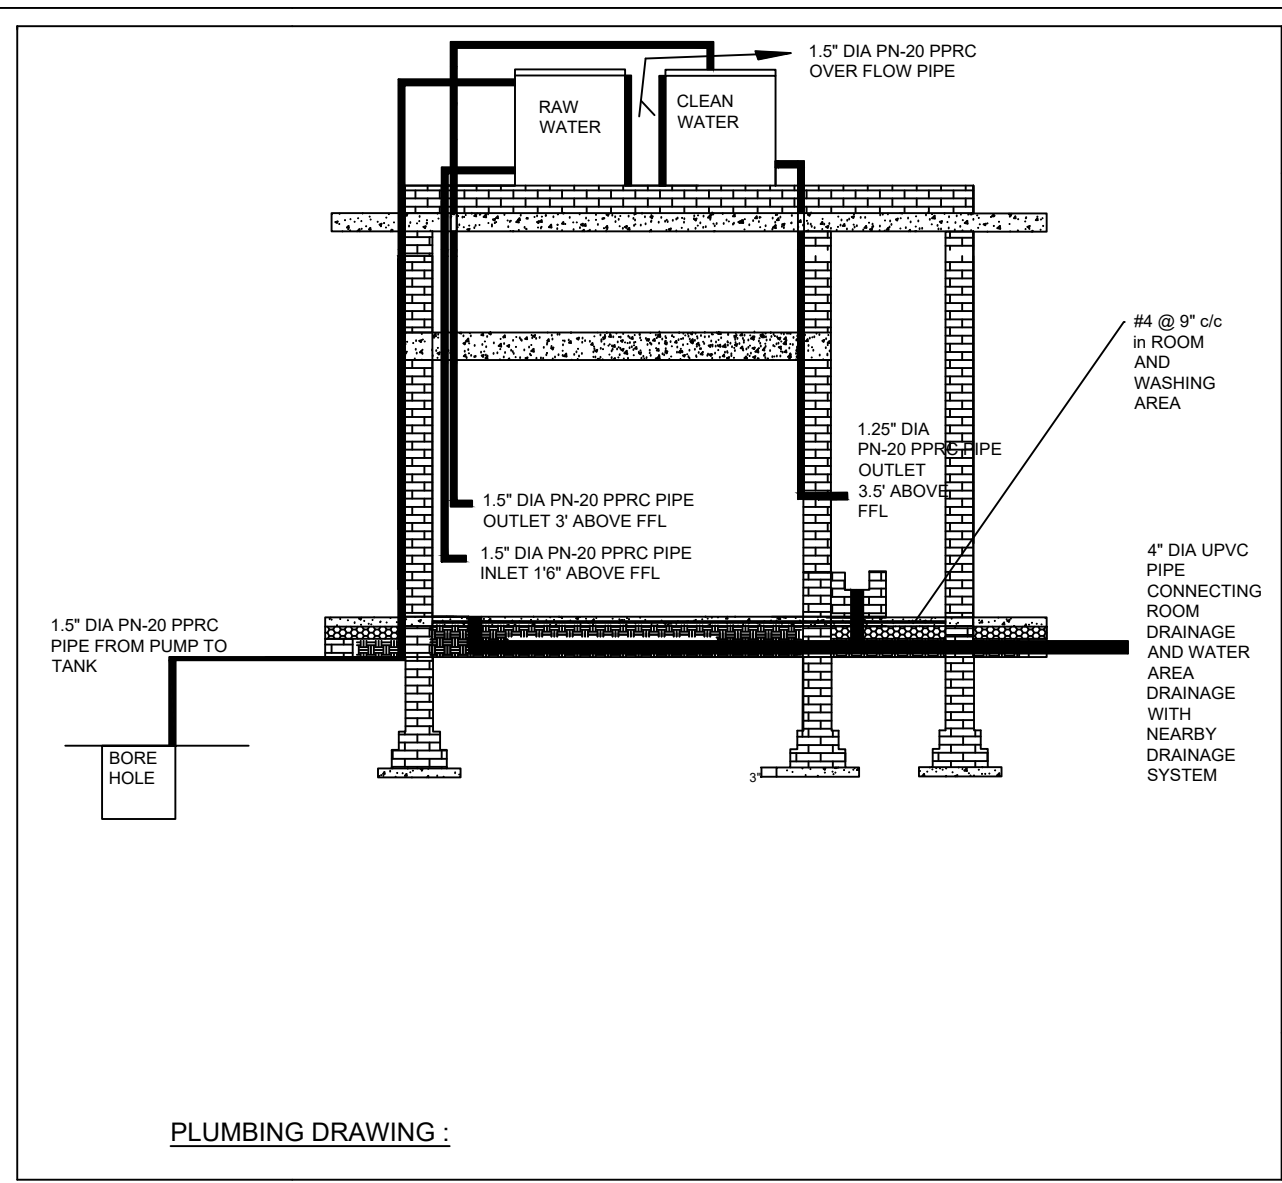 1.5" DIA PN-20 PPRC
OVER FLOW PIPE
RAW
WATER
CLEAN
WATER
#4 @ 9" c/c
in ROOM
AND
WASHING
AREA
1.25" DIA
PN-20 PPRC PIPE
OUTLET
3.5' ABOVE
FFL
1.5" DIA PN-20 PPRC PIPE
OUTLET 3' ABOVE FFL
1.5" DIA PN-20 PPRC PIPE
INLET 1'6" ABOVE FFL
4" DIA UPVC
PIPE
CONNECTING
ROOM
DRAINAGE
AND WATER
AREA
DRAINAGE
WITH
NEARBY
DRAINAGE
SYSTEM
1.5" DIA PN-20 PPRC
PIPE FROM PUMP TO
TANK
BORE
HOLE
3"
PLUMBING DRAWING :